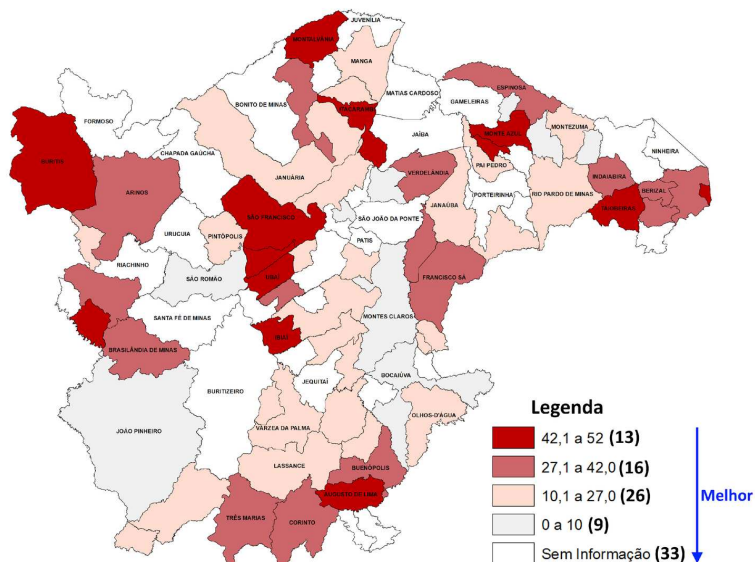 JUVENÍLIA
MONTALVÂNIA
MANGA
ESPINOSA
BONITO DE MINAS
MATIAS CARDOSO
GAMELEIRAS
ITACARAMBI
FORMOSO
MONTE AZUL
MONTEZUMA
JAÍBA
NINHEIRA
CHAPADA GAÚCHA
BURITIS
PAI PEDRO
VERDELÂNDIA
INDAIABIRA
JANUÁRIA
ARINOS
PORTEIRINHA
RIO PARDO DE MINAS
BERIZAL
SÃO FRANCISCO
JANAÚBA
TAIOBEIRAS
SÃO JOÃO DA PONTE
URUCUIA
PINTÓPOLIS
PATIS
RIACHINHO
UBAÍ
SÃO ROMÃO
FRANCISCO SÁ
SANTA FÉ DE MINAS
MONTES CLAROS
IBIAÍ
BRASILÂNDIA DE MINAS
BOCAIÚVA
JEQUITAÍ
BURITIZEIRO
OLHOS-D'ÁGUA
JOÃO PINHEIRO
VÁRZEA DA PALMA
LASSANCE
BUENÓPOLIS
AUGUSTO DE LIMA
TRÊS MARIAS
CORINTO
Legenda
42,1 a 52 (13)
27,1 a 42,0 (16)
10,1 a 27,0 (26)
0 a 10 (9)
Sem Informação (33)
Melhor